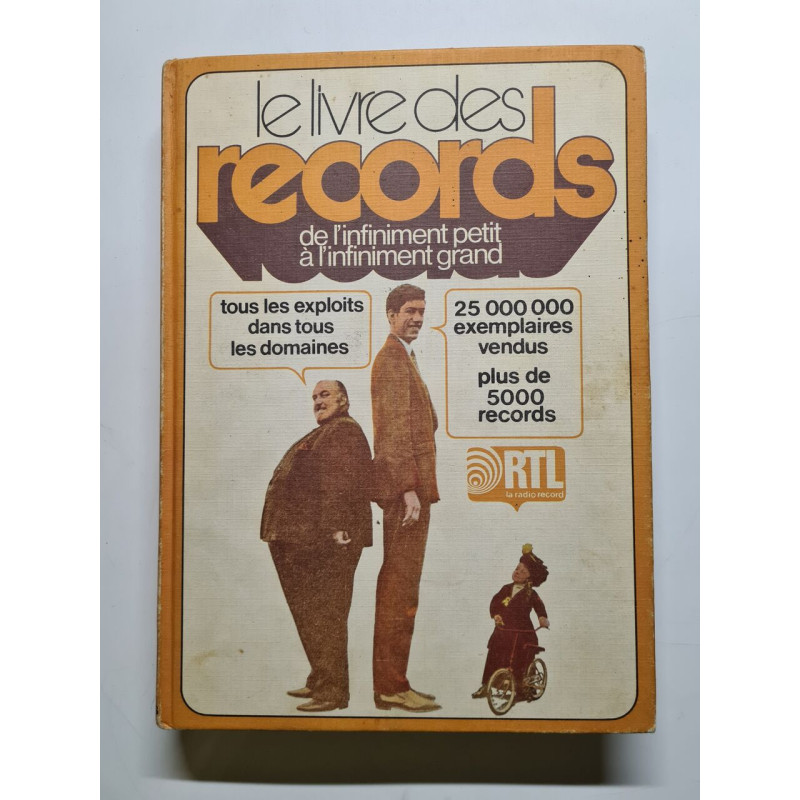 le livre des
records
de l'infiniment petit
à l'infiniment grand
tous les exploits
dans tous
les domaines
25 000 000
exemplaires
vendus
plus de
5000
records
RTL
la radio record